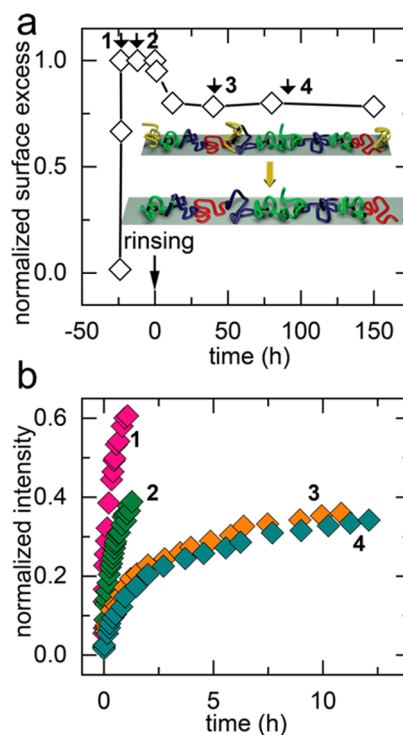 a
1.0
1
2
3
4
0.5
rinsing
0.0
normalized surface excess
-50 0 50 100 150
time (h)
b
0.6
1
0.4
2
3
4
0.2
0.0
normalized intensity
0 5 10
time (h)